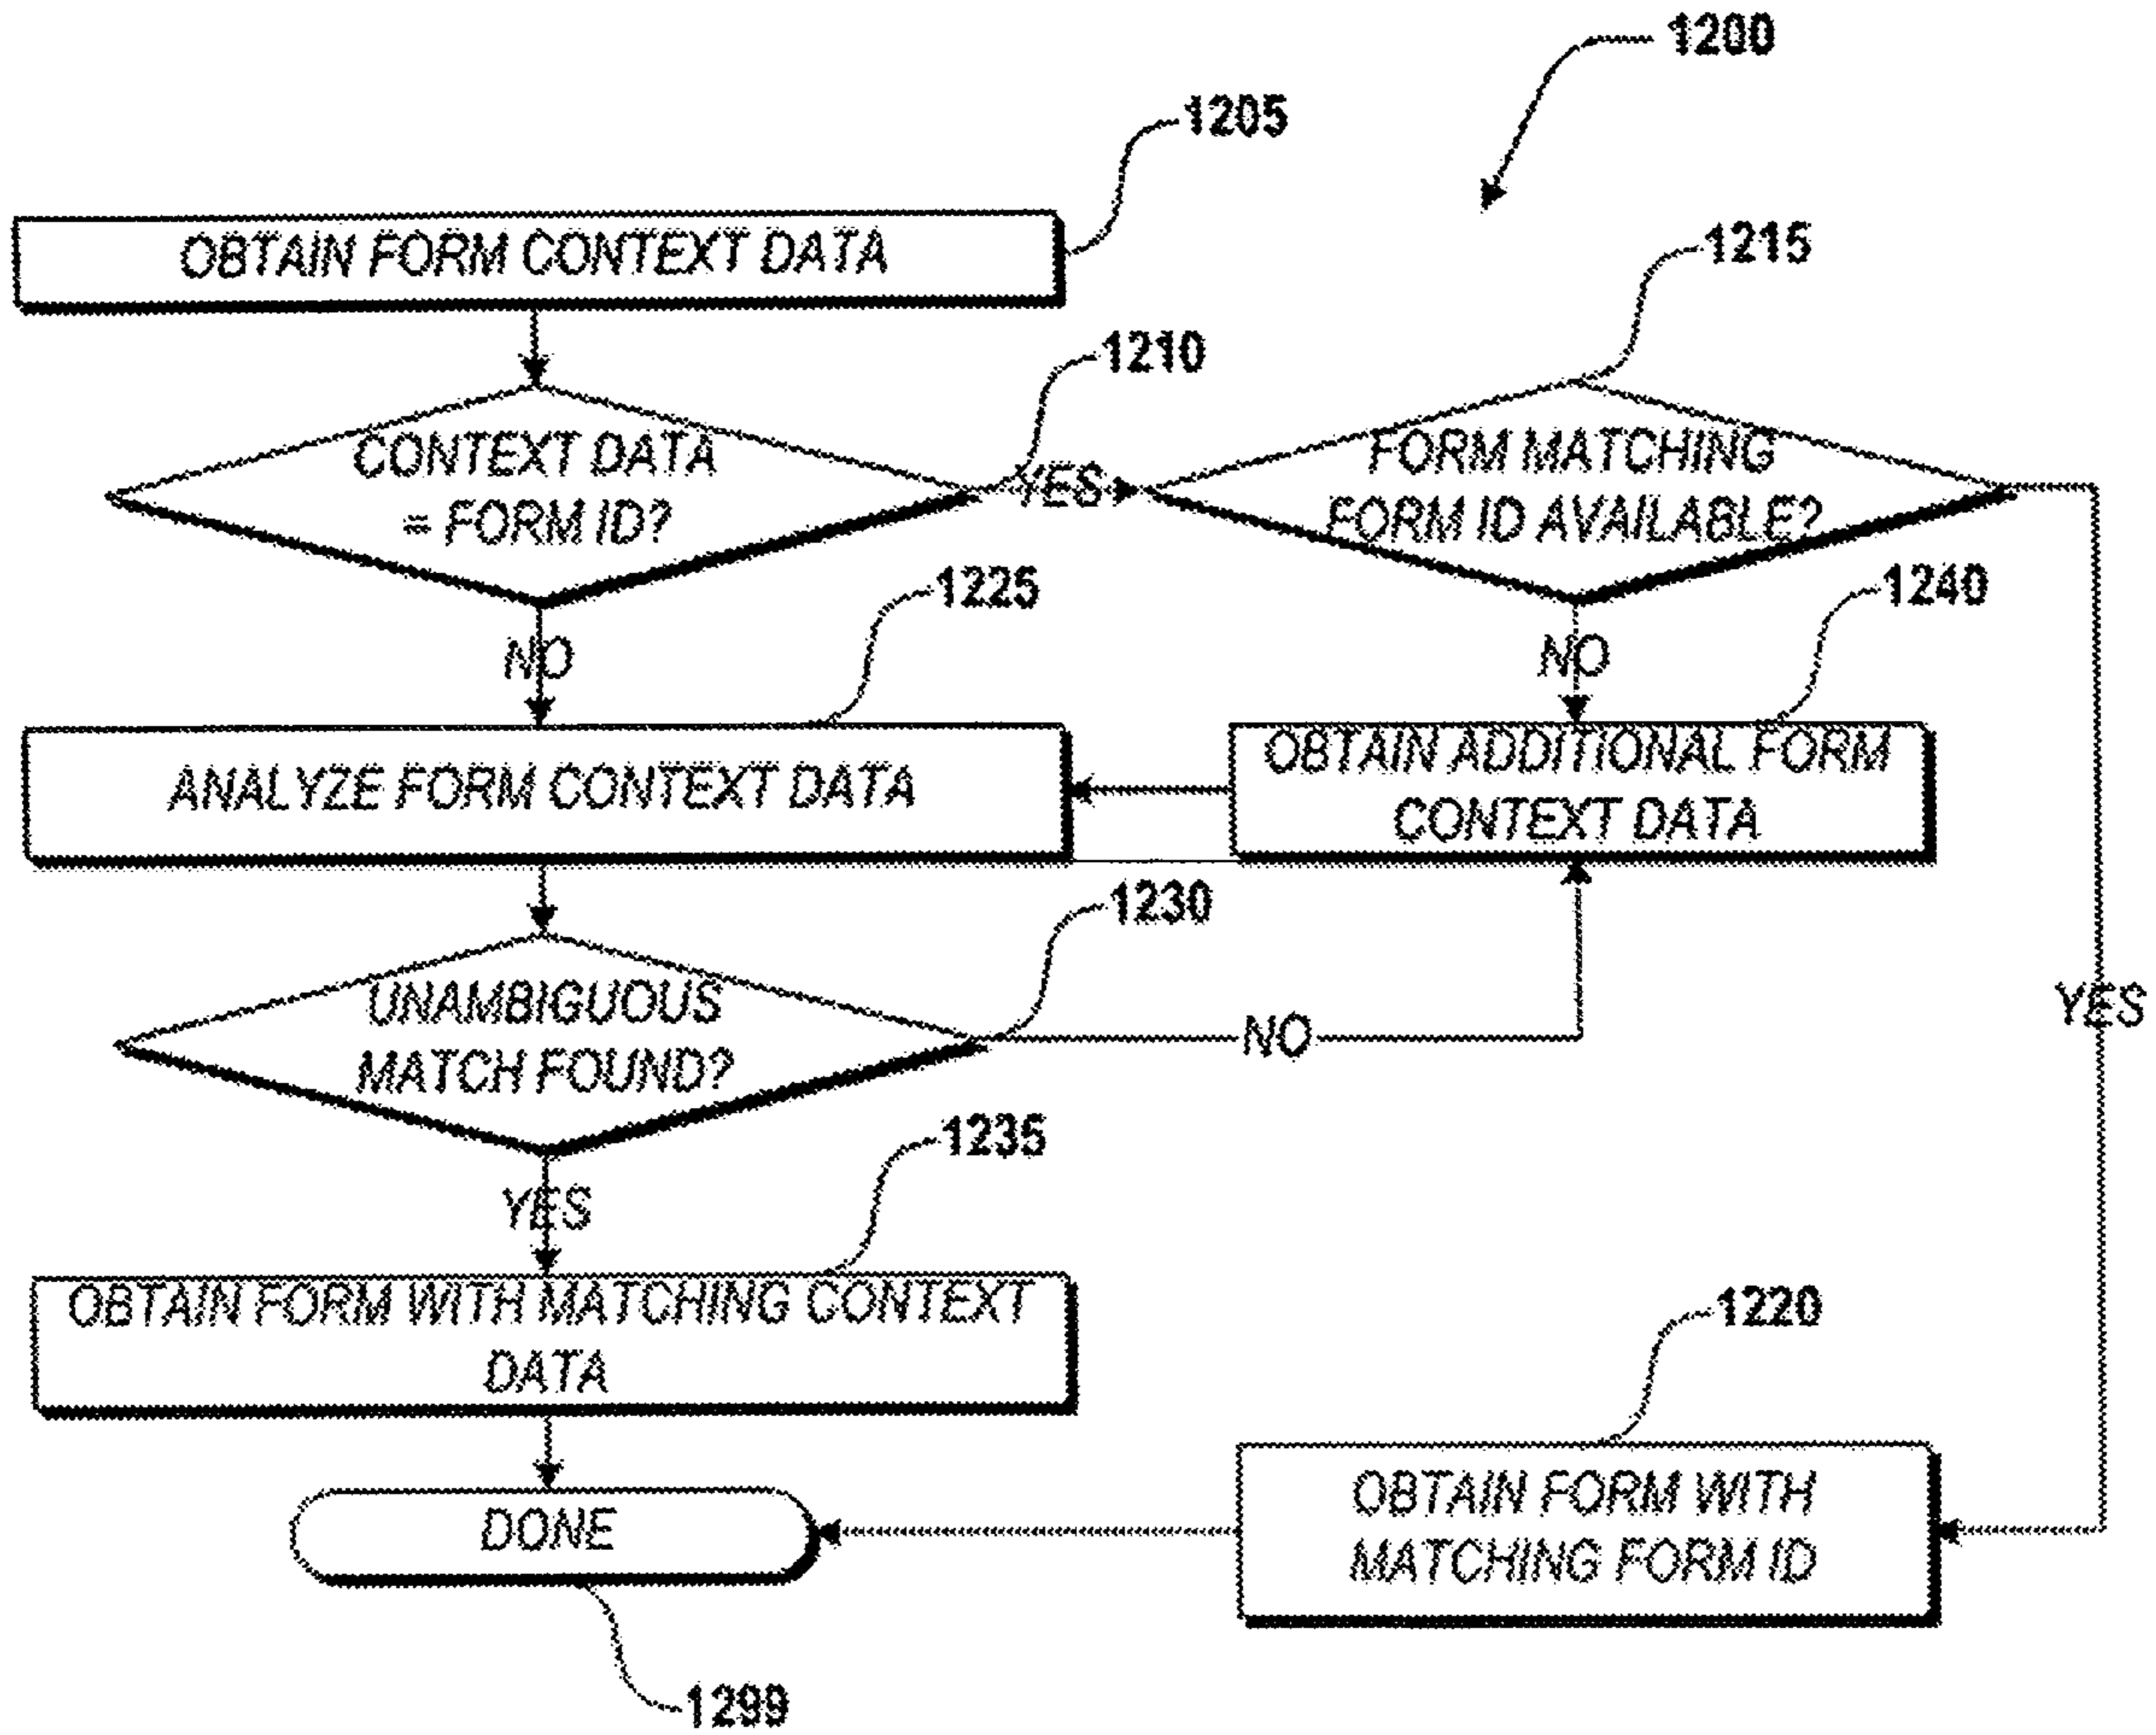 1200
1205
OBTAIN FORM CONTEXT DATA
1215
1210
CONTEXT DATA
= FORM ID?
YES
FORM MATCHING
FORM ID AVAILABLE?
1225
1240
NO
NO
ANALYZE FORM CONTEXT DATA
OBTAIN ADDITIONAL FORM
CONTEXT DATA
1230
UNAMBIGUOUS
MATCH FOUND?
NO
YES
1235
YES
OBTAIN FORM WITH MATCHING CONTEXT
DATA
1220
OBTAIN FORM WITH
MATCHING FORM ID
DONE
1299